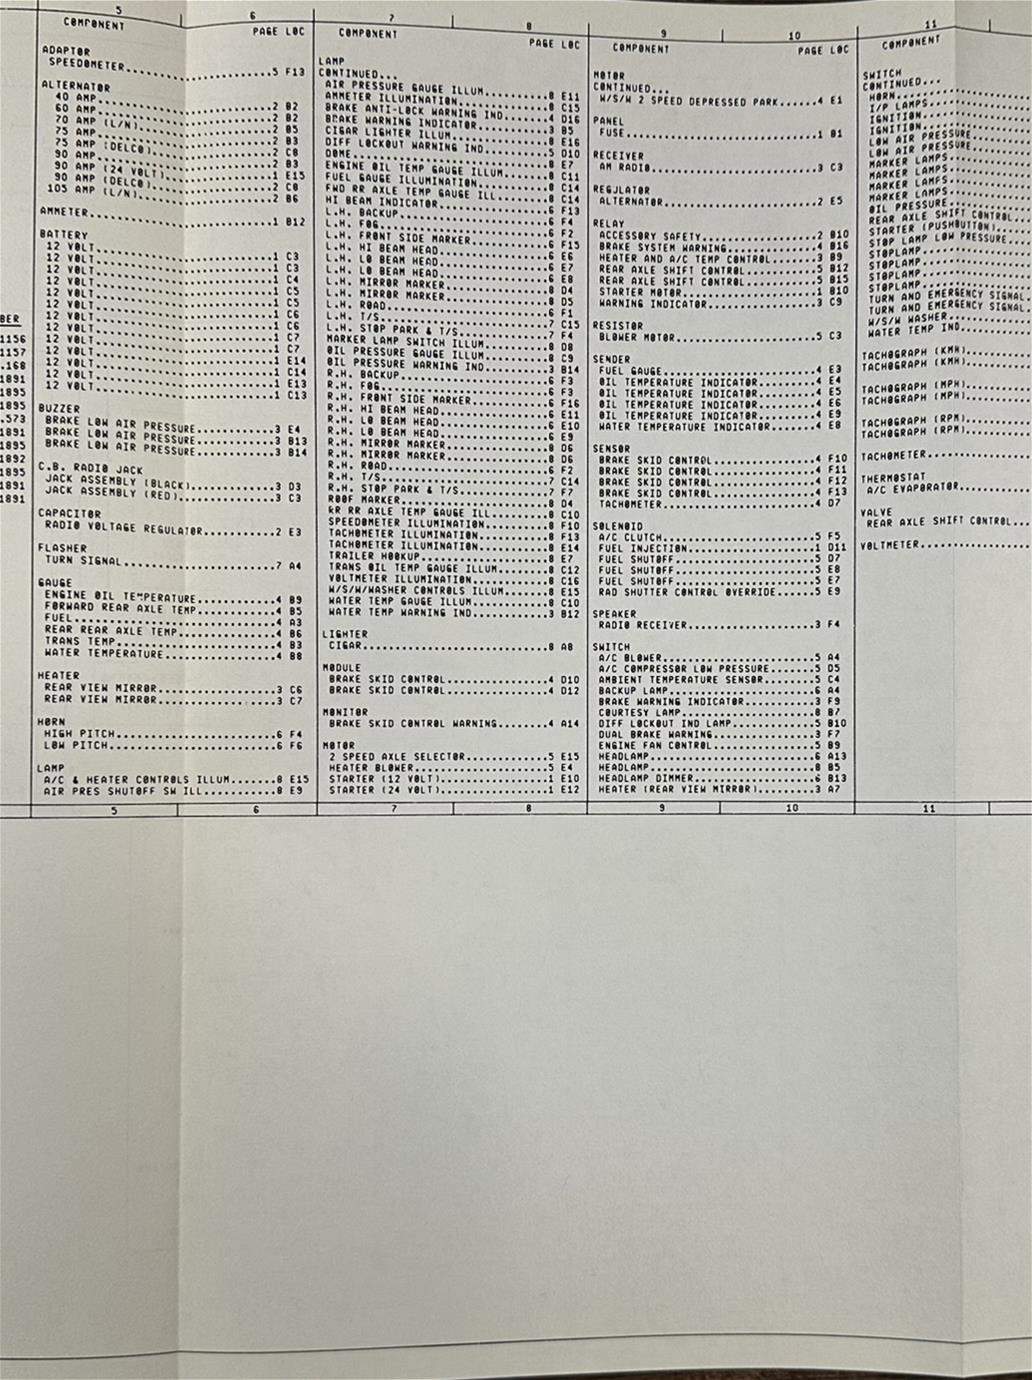 5 6 7 8 9 10 11
BER
1156
1157
.168
1891
1895
1895
.573
1891
1895
1892
1895
1891
1891
COMPONENT PAGE LOC
ADAPTOR
SPEEDOMETER 5 F13
ALTERNATOR
40 AMP 2 B2
60 AMP 2 B2
70 AMP (L/N) 2 B5
75 AMP 2 B3
75 AMP (DELCO) 2 C8
90 AMP 2 B3
90 AMP (24 VOLT) 1 E15
90 AMP (DELCO) 2 C8
105 AMP (L/N) 2 B6
AMMETER 1 B12
BATTERY
12 VOLT 1 C3
12 VOLT 1 C3
12 VOLT 1 C4
12 VOLT 1 C5
12 VOLT 1 C5
12 VOLT 1 C6
12 VOLT 1 C6
12 VOLT 1 C7
12 VOLT 1 C7
12 VOLT 1 E14
12 VOLT 1 C14
12 VOLT 1 E13
12 VOLT 1 C13
BUZZER
BRAKE LOW AIR PRESSURE 3 E4
BRAKE LOW AIR PRESSURE 3 B13
BRAKE LOW AIR PRESSURE 3 B14
C.B. RADIO JACK
JACK ASSEMBLY (BLACK) 3 D3
JACK ASSEMBLY (RED) 3 C3
CAPACITOR
RADIO VOLTAGE REGULATOR 2 E3
FLASHER
TURN SIGNAL 7 A4
GAUGE
ENGINE OIL TEMPERATURE 4 B9
FORWARD REAR AXLE TEMP 4 B5
FUEL 4 A3
REAR REAR AXLE TEMP 4 B6
TRANS TEMP 4 B3
WATER TEMPERATURE 4 B8
HEATER
REAR VIEW MIRROR 3 C6
REAR VIEW MIRROR 3 C7
HORN
HIGH PITCH 6 F4
LOW PITCH 6 F6
LAMP
A/C & HEATER CONTROLS ILLUM 8 E15
AIR PRES SHUTOFF SW ILL 8 E9
COMPONENT PAGE LOC
LAMP
CONTINUED...
AIR PRESSURE GAUGE ILLUM 8 E11
AMMETER ILLUMINATION 8 C15
BRAKE ANTI-LOCK WARNING IND 4 D16
BRAKE WARNING INDICATOR 3 B5
CIGAR LIGHTER ILLUM 8 E16
DIFF LOCKOUT WARNING IND 5 D10
DOME 8 E7
ENGINE OIL TEMP GAUGE ILLUM 8 C11
FUEL GAUGE ILLUMINATION 8 C14
FWD RR AXLE TEMP GAUGE ILL 8 C14
HI BEAM INDICATOR 6 F13
L.H. BACKUP 6 F4
L.H. FOG 6 F2
L.H. FRONT SIDE MARKER 6 F15
L.H. HI BEAM HEAD 6 E6
L.H. LO BEAM HEAD 6 E7
L.H. LO BEAM HEAD 6 E8
L.H. MIRROR MARKER 8 D4
L.H. MIRROR MARKER 8 D5
L.H. ROAD 6 F1
L.H. T/S 7 C15
L.H. STOP PARK & T/S 7 F4
MARKER LAMP SWITCH ILLUM 8 D8
OIL PRESSURE GAUGE ILLUM 8 C9
OIL PRESSURE WARNING IND 3 B14
R.H. BACKUP 6 F3
R.H. FOG 6 F3
R.H. FRONT SIDE MARKER 6 F16
R.H. HI BEAM HEAD 6 E11
R.H. LO BEAM HEAD 6 E10
R.H. LO BEAM HEAD 6 E9
R.H. MIRROR MARKER 8 D6
R.H. MIRROR MARKER 8 D6
R.H. ROAD 6 F2
R.H. T/S 7 C14
R.H. STOP PARK & T/S 7 F7
ROOF MARKER 8 D4
RR RR AXLE TEMP GAUGE ILL 8 C10
SPEEDOMETER ILLUMINATION 8 F10
TACHOMETER ILLUMINATION 8 F13
TACHOMETER ILLUMINATION 8 E14
TRAILER HOOKUP 8 E7
TRANS OIL TEMP GAUGE ILLUM 8 C12
VOLTMETER ILLUMINATION 8 C16
W/S/W/WASHER CONTROLS ILLUM 8 E15
WATER TEMP GAUGE ILLUM 8 C10
WATER TEMP WARNING IND 3 B12
LIGHTER
CIGAR 8 A8
MODULE
BRAKE SKID CONTROL 4 D10
BRAKE SKID CONTROL 4 D12
MONITOR
BRAKE SKID CONTROL WARNING 4 A14
MOTOR
2 SPEED AXLE SELECTOR 5 E15
HEATER BLOWER 5 E4
STARTER (12 VOLT) 1 E10
STARTER (24 VOLT) 1 E12
COMPONENT PAGE LOC
MOTOR
CONTINUED...
W/S/W 2 SPEED DEPRESSED PARK 4 E1
PANEL
FUSE 1 B1
RECEIVER
AM RADIO 3 C3
REGULATOR
ALTERNATOR 2 E5
RELAY
ACCESSORY SAFETY 2 B10
BRAKE SYSTEM WARNING 4 B16
HEATER AND A/C TEMP CONTROL 3 B9
REAR AXLE SHIFT CONTROL 5 B12
REAR AXLE SHIFT CONTROL 5 B15
STARTER MOTOR 1 B10
WARNING INDICATOR 3 C9
RESISTOR
BLOWER MOTOR 5 C3
SENDER
FUEL GAUGE 4 E3
OIL TEMPERATURE INDICATOR 4 E4
OIL TEMPERATURE INDICATOR 4 E5
OIL TEMPERATURE INDICATOR 4 E6
OIL TEMPERATURE INDICATOR 4 E9
WATER TEMPERATURE INDICATOR 4 E8
SENSOR
BRAKE SKID CONTROL 4 F10
BRAKE SKID CONTROL 4 F11
BRAKE SKID CONTROL 4 F12
BRAKE SKID CONTROL 4 F13
TACHOMETER 4 D7
SOLENOID
A/C CLUTCH 5 F5
FUEL INJECTION 1 D11
FUEL SHUTOFF 5 D7
FUEL SHUTOFF 5 E8
FUEL SHUTOFF 5 E7
RAD SHUTTER CONTROL OVERRIDE 5 E9
SPEAKER
RADIO RECEIVER 3 F4
SWITCH
A/C BLOWER 5 A4
A/C COMPRESSOR LOW PRESSURE 5 D5
AMBIENT TEMPERATURE SENSOR 5 C4
BACKUP LAMP 6 A4
BRAKE WARNING INDICATOR 3 F9
COURTESY LAMP 8 B7
DIFF LOCKOUT IND LAMP 5 B10
DUAL BRAKE WARNING 3 F7
ENGINE FAN CONTROL 5 B9
HEADLAMP 6 A13
HEADLAMP 8 B5
HEADLAMP DIMMER 6 B13
HEATER (REAR VIEW MIRROR) 3 A7
COMPONENT
SWITCH
CONTINUED...
HORN
I/P LAMPS
IGNITION
IGNITION
LOW AIR PRESSURE
LOW AIR PRESSURE
MARKER LAMPS
MARKER LAMPS
MARKER LAMPS
MARKER LAMPS
OIL PRESSURE
REAR AXLE SHIFT CONTROL
STARTER (PUSHBUTTON)
STOP LAMP LOW PRESSURE
STOPLAMP
STOPLAMP
STOPLAMP
STOPLAMP
TURN AND EMERGENCY SIGNAL
TURN AND EMERGENCY SIGNAL
W/S/W WASHER
WATER TEMP IND
TACHOGRAPH (KMH)
TACHOGRAPH (KMH)
TACHOGRAPH (MPH)
TACHOGRAPH (MPH)
TACHOGRAPH (RPM)
TACHOGRAPH (RPM)
TACHOMETER
THERMOSTAT
A/C EVAPORATOR
VALVE
REAR AXLE SHIFT CONTROL
VOLTMETER
5 6 7 8 9 10 11